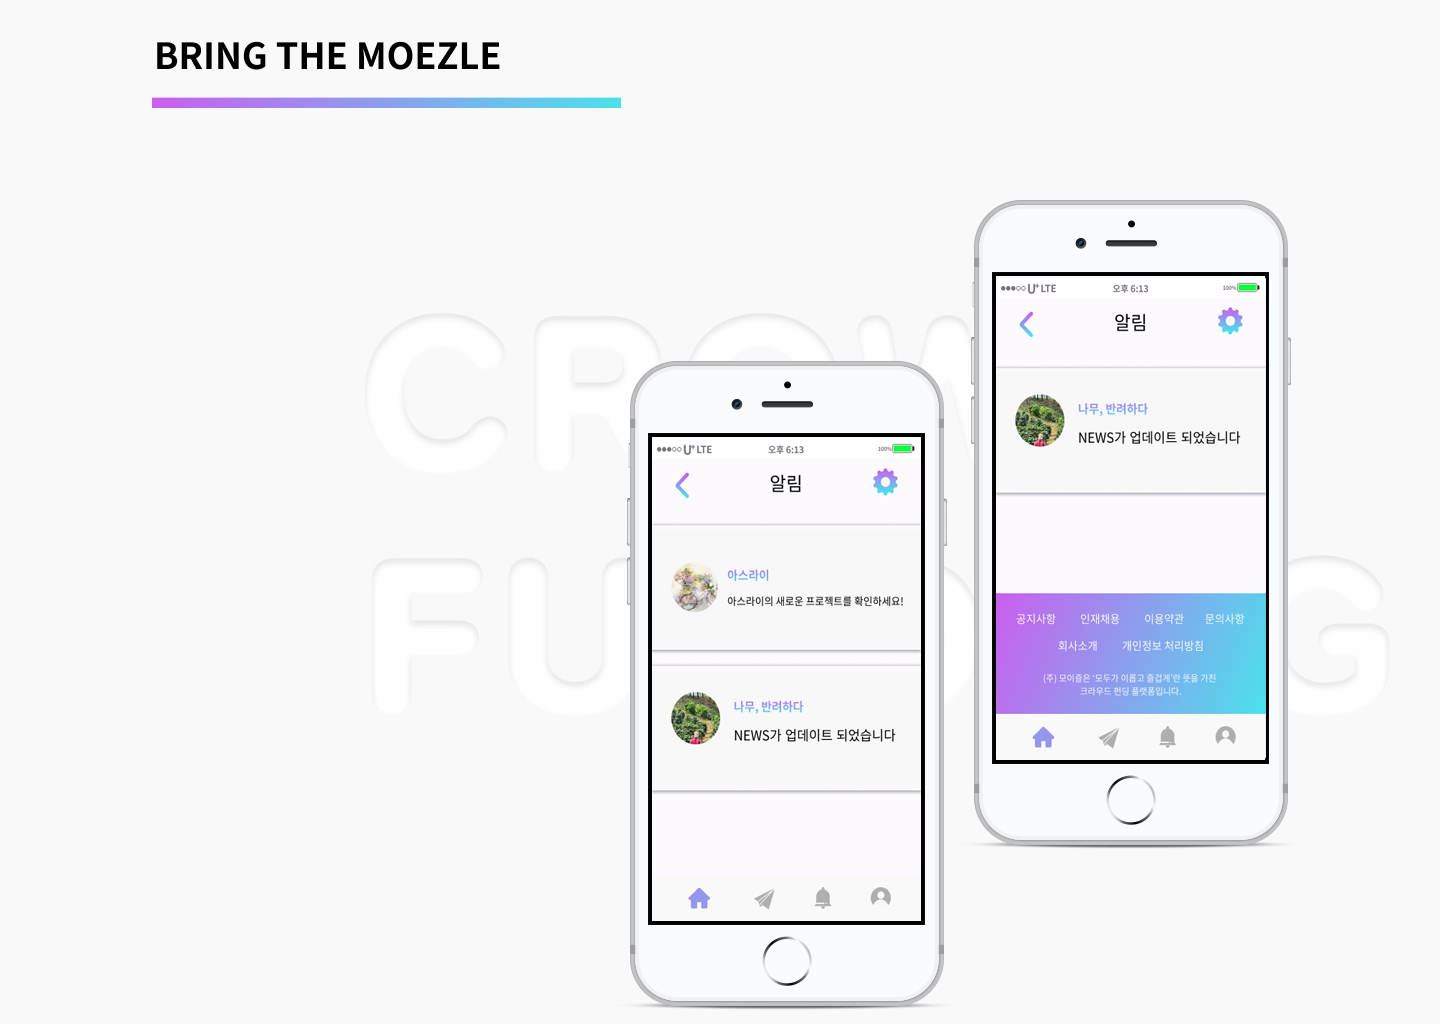 BRING THE MOEZLE
U+ LTE 오후 6:13 100%
알림
나무, 반려하다
NEWS가 업데이트 되었습니다
공지사항 인재채용 이용약관 문의사항
회사소개 개인정보 처리방침
(주) 모이즐은 '모두가 이롭고 즐겁게'란 뜻을 가진
크라우드 펀딩 플랫폼입니다.
U+ LTE 오후 6:13 100%
알림
아스라이
아스라이의 새로운 프로젝트를 확인하세요!
나무, 반려하다
NEWS가 업데이트 되었습니다
CROW
FU G